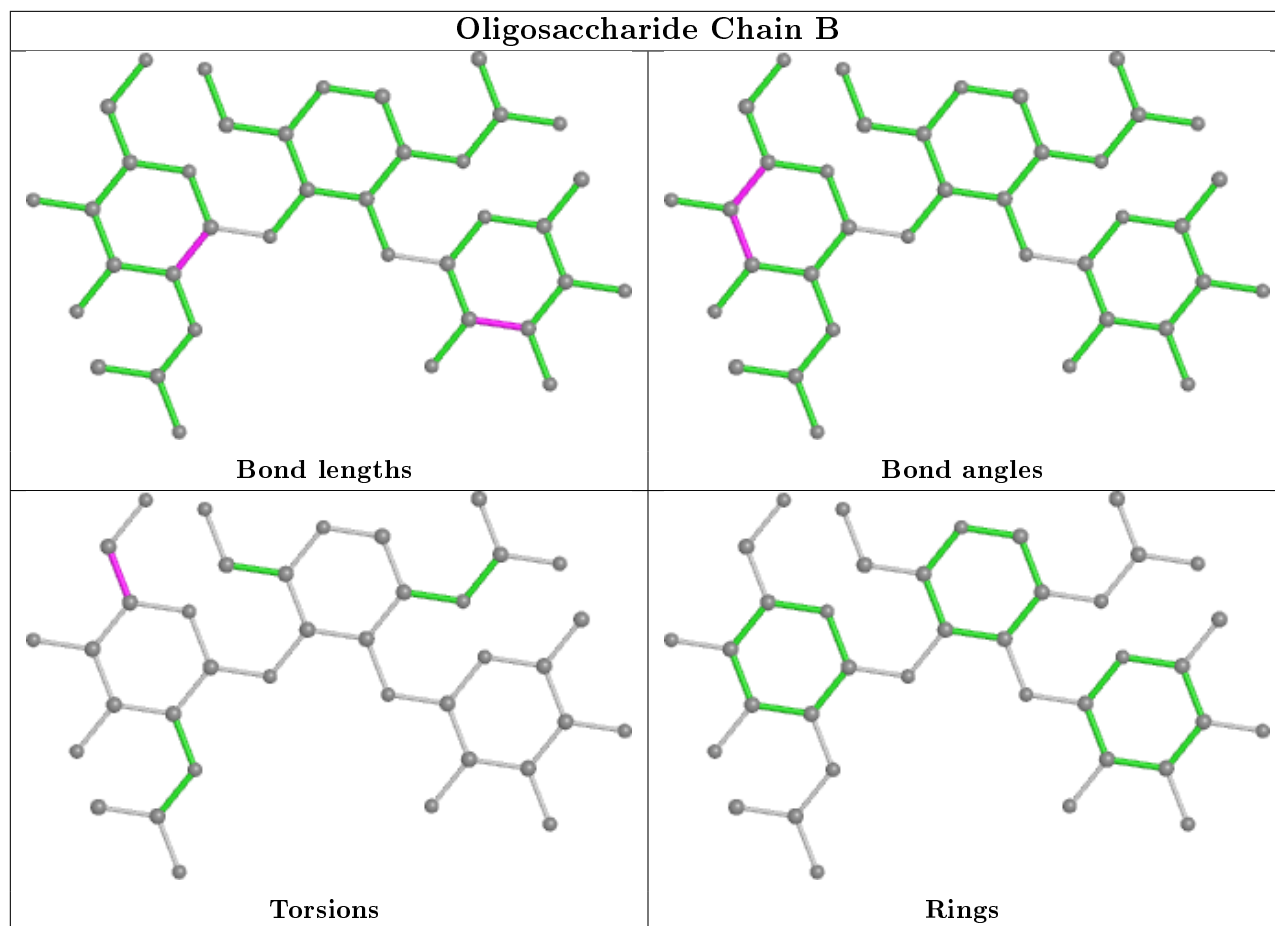 Oligosaccharide Chain B
Bond lengths
Bond angles
Torsions
Rings